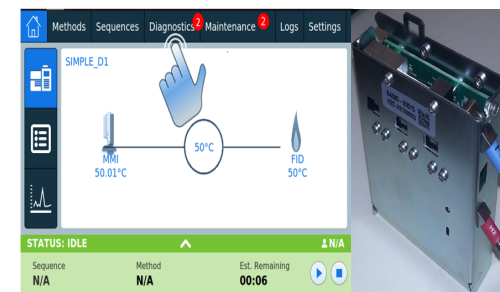 Methods Sequences Diagnostics 2 Maintenance 2 Logs Settings
SIMPLE_D1
MMI
50.01°C
50°C
FID
50°C
STATUS: IDLE N/A
Sequence Method Est. Remaining
N/A N/A 00:06